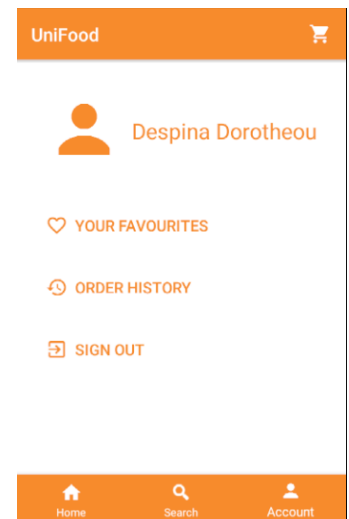 UniFood
Despina Dorotheou
YOUR FAVOURITES
ORDER HISTORY
SIGN OUT
Home Search Account